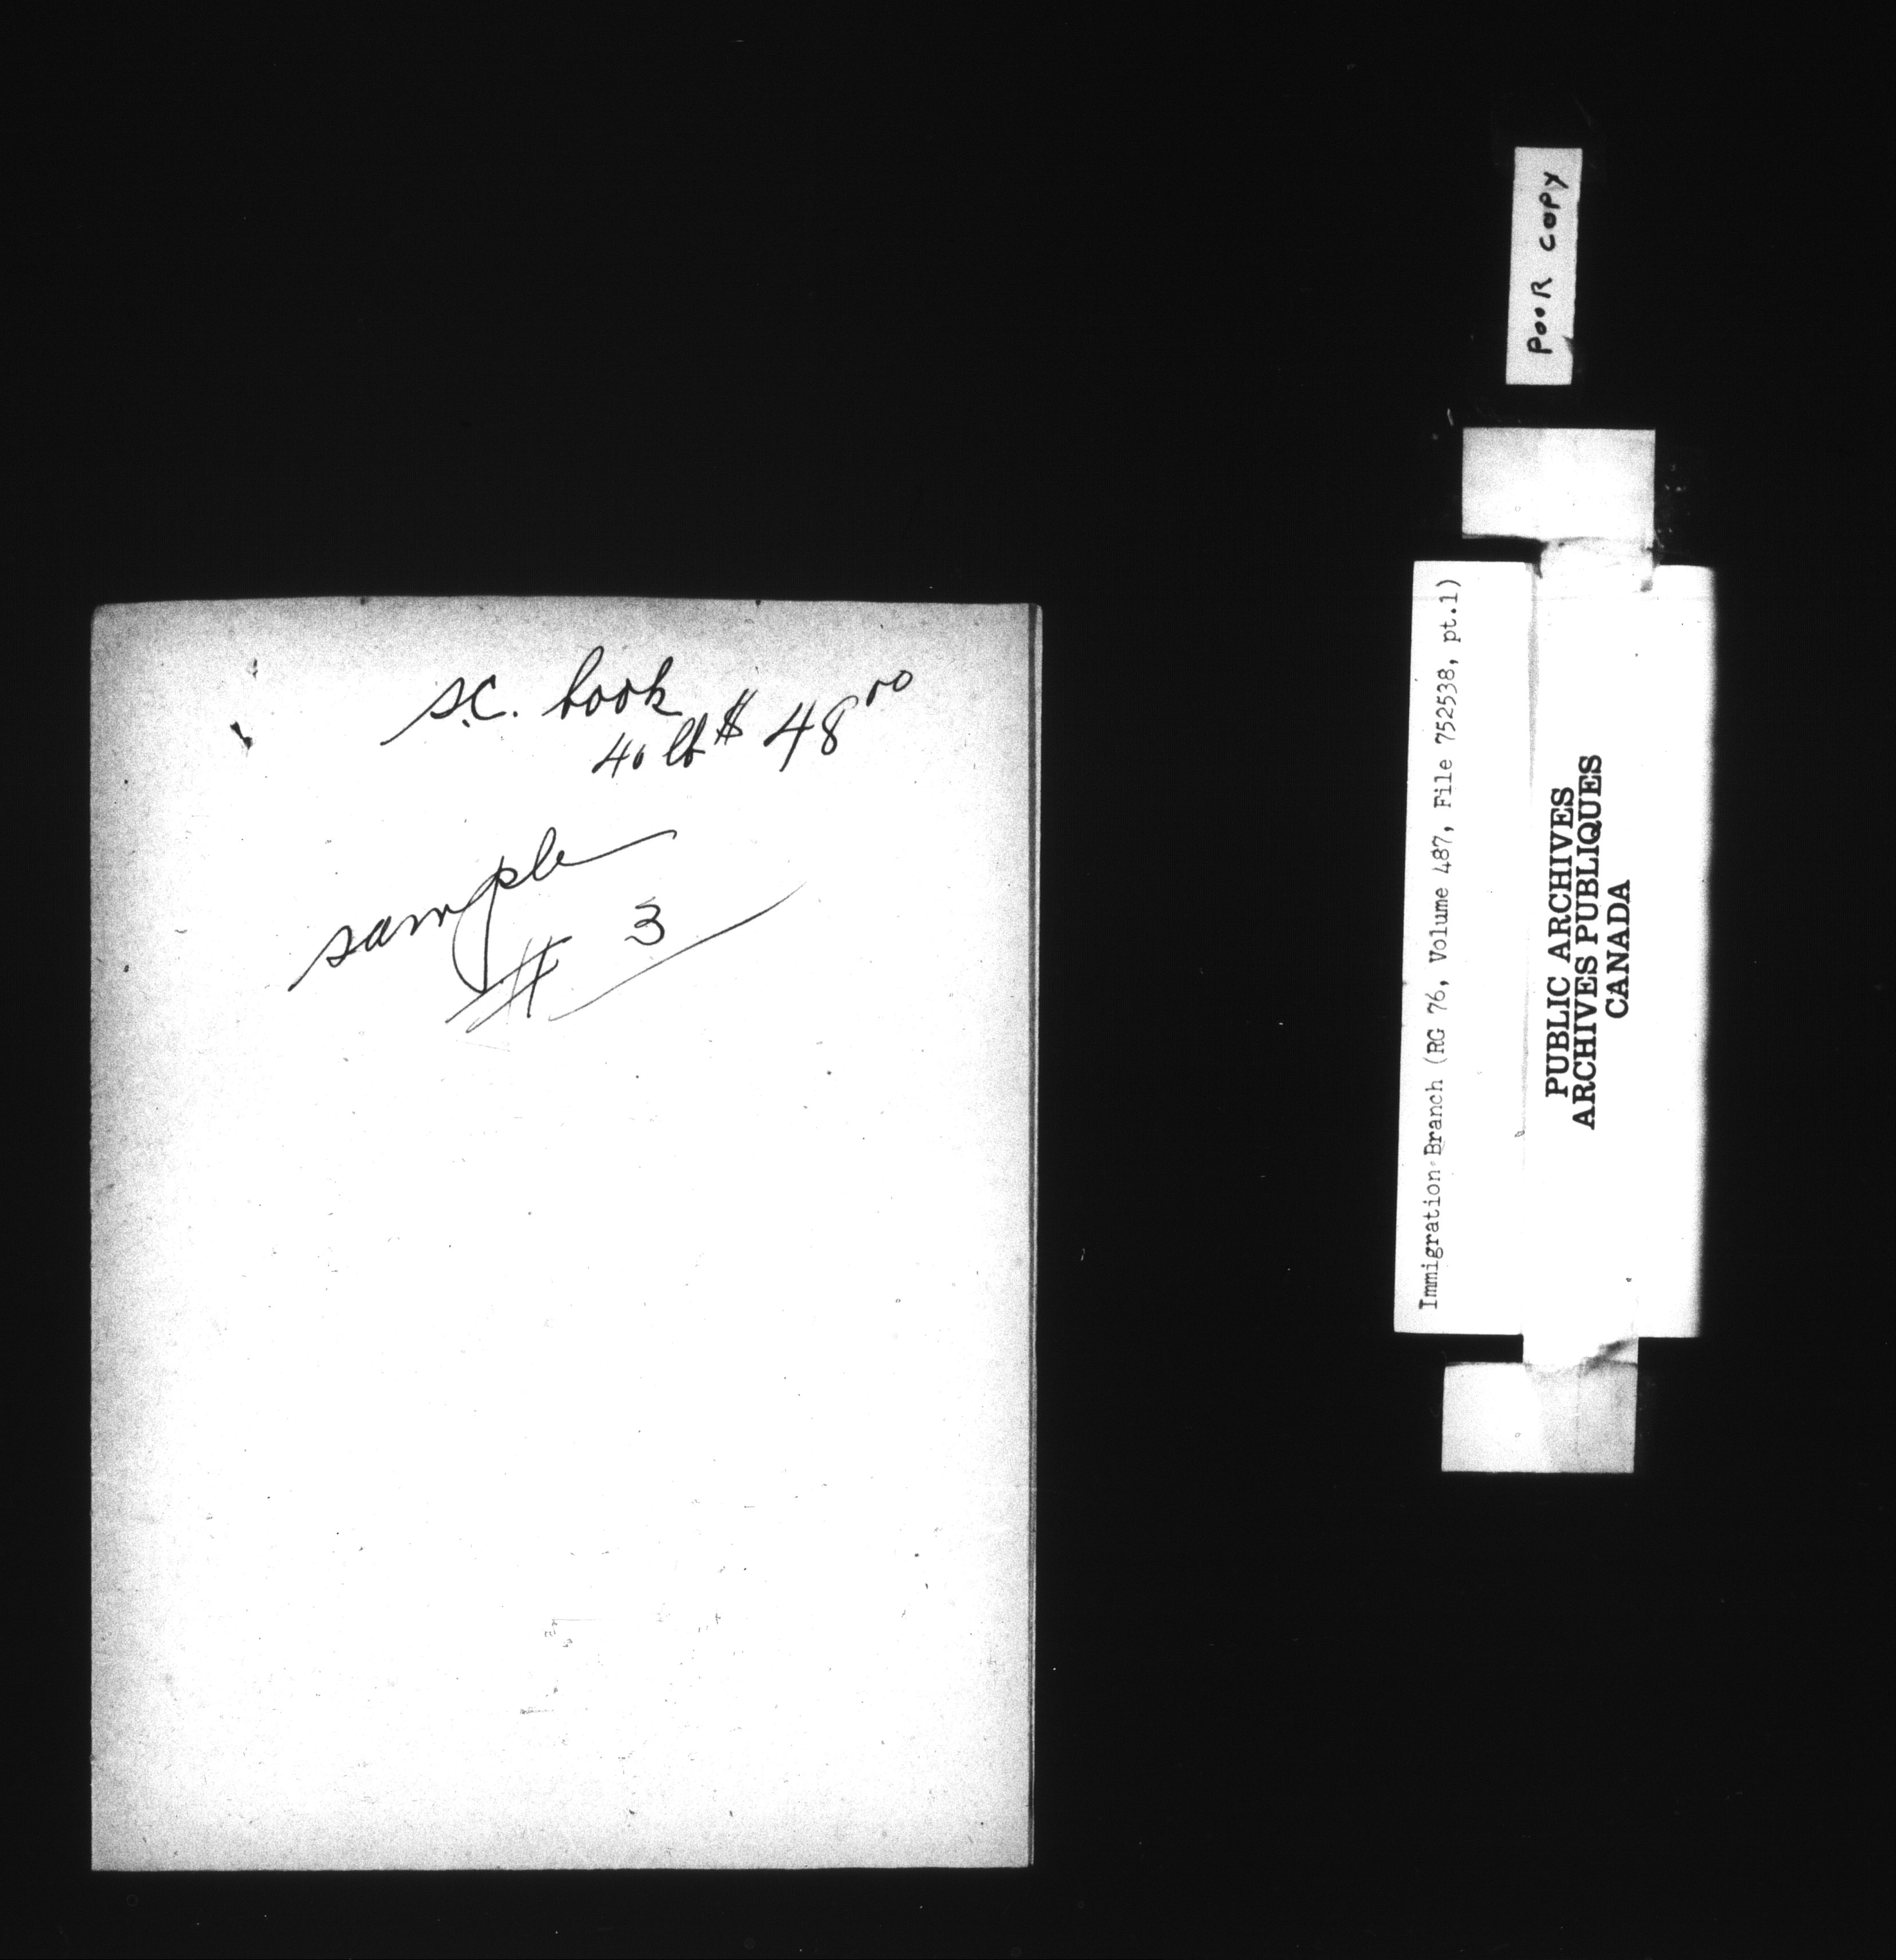 S.C. book
40 lb $ 48 00
sample
# 3
POOR COPY
Immigration Branch (RG 76, Volume 487, File 752538, pt.1)
PUBLIC ARCHIVES
ARCHIVES PUBLIQUES
CANADA